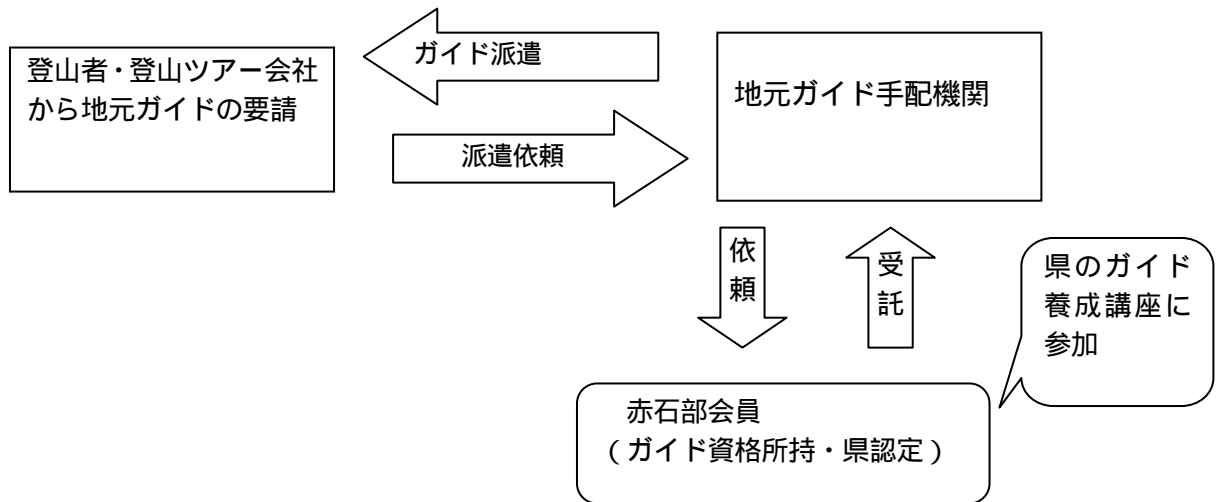 登山者・登山ツアー会社
から地元ガイドの要請
ガイド派遣
派遣依頼
地元ガイド手配機関
依頼
受託
県のガイド
養成講座に
参加
赤石部会員
（ガイド資格所持・県認定）